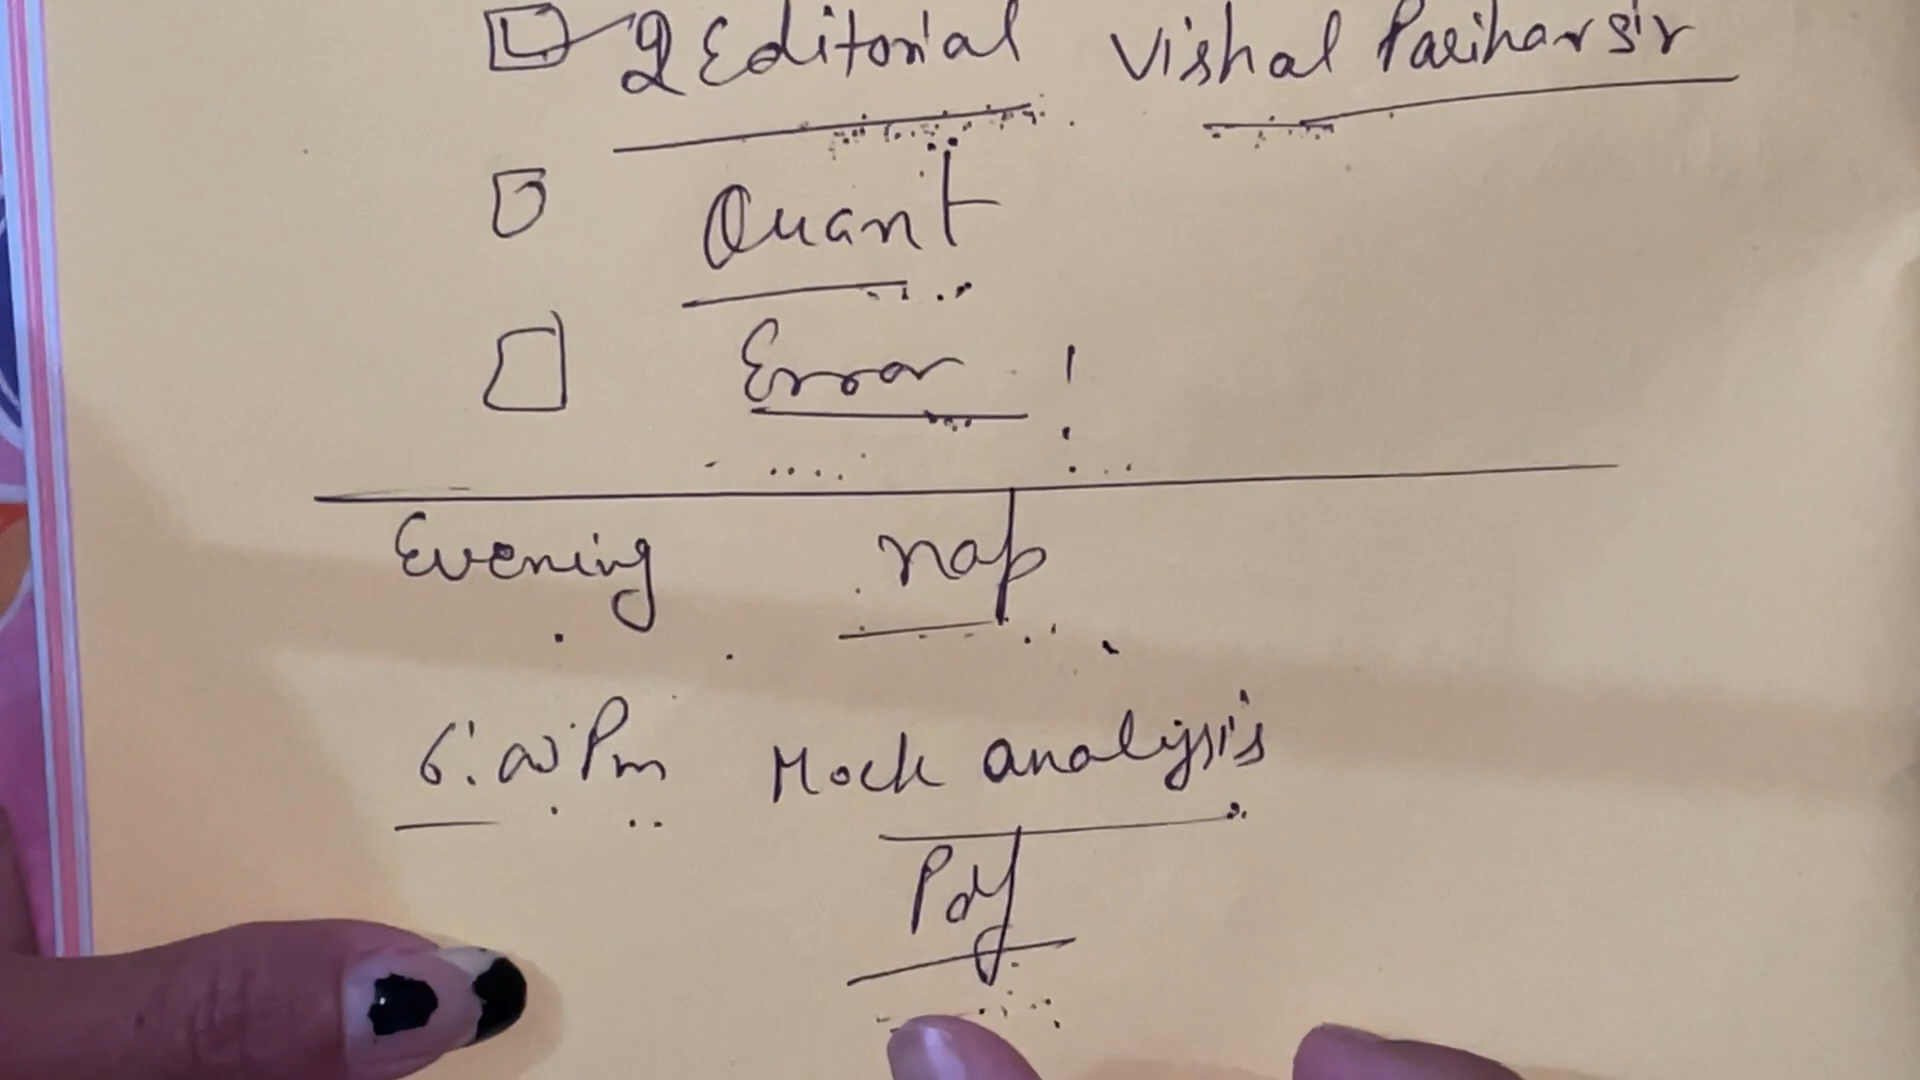 2 Editorial Vishal Parihar sir
Quant
Error !
Evening nap
6:00 Pm Mock analysis
Pdf